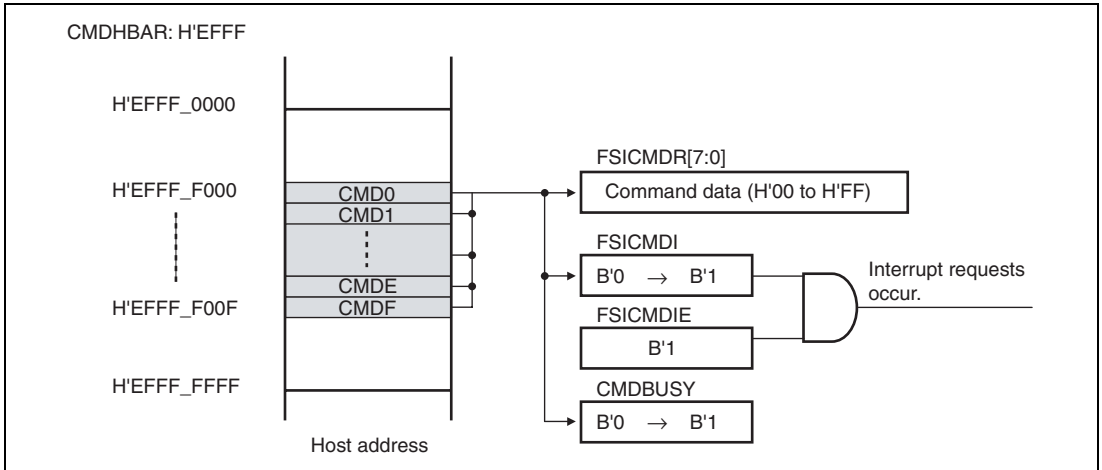 CMDHBAR: H'EFFF
H'EFFF_0000
H'EFFF_F000
H'EFFF_F00F
H'EFFF_FFFF
CMD0
CMD1
CMDE
CMDF
Host address
FSICMDR[7:0]
Command data (H'00 to H'FF)
FSICMDI
B'0 → B'1
FSICMDIE
B'1
CMDBUSY
B'0 → B'1
Interrupt requests
occur.